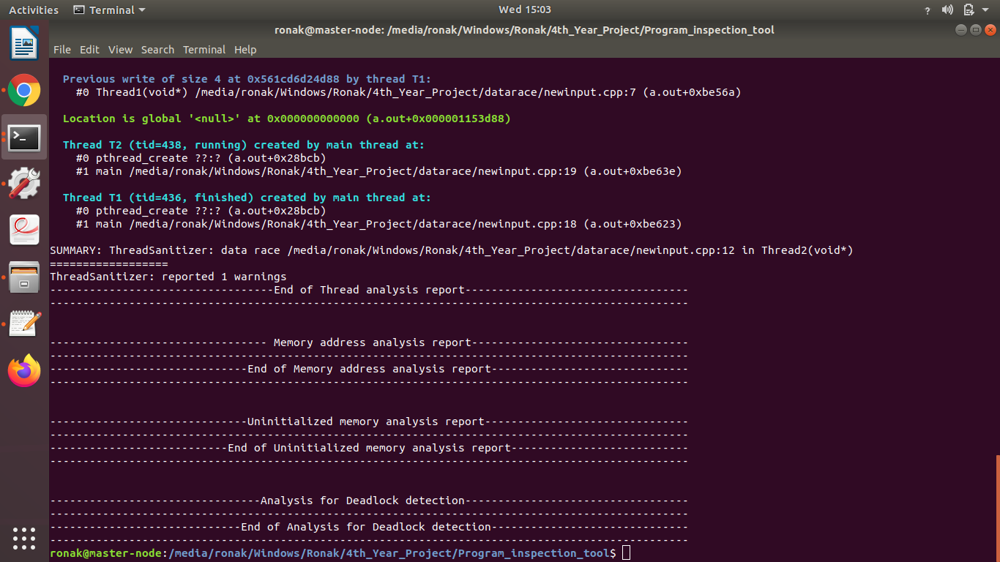 Activities Terminal Wed 15:03 ?
ronak@master-node: /media/ronak/Windows/Ronak/4th_Year_Project/Program_inspection_tool
File Edit View Search Terminal Help
Previous write of size 4 at 0x561cd6d24d88 by thread T1:
#0 Thread1(void*) /media/ronak/Windows/Ronak/4th_Year_Project/datarace/newinput.cpp:7 (a.out+0xbe56a)
Location is global '<null>' at 0x000000000000 (a.out+0x000001153d88)
Thread T2 (tid=438, running) created by main thread at:
#0 pthread_create ??:? (a.out+0x28bcb)
#1 main /media/ronak/Windows/Ronak/4th_Year_Project/datarace/newinput.cpp:19 (a.out+0xbe63e)
Thread T1 (tid=436, finished) created by main thread at:
#0 pthread_create ??:? (a.out+0x28bcb)
#1 main /media/ronak/Windows/Ronak/4th_Year_Project/datarace/newinput.cpp:18 (a.out+0xbe623)
SUMMARY: ThreadSanitizer: data race /media/ronak/Windows/Ronak/4th_Year_Project/datarace/newinput.cpp:12 in Thread2(void*)
==================
ThreadSanitizer: reported 1 warnings
----------------------------------End of Thread analysis report----------------------------------
-------------------------------------------------------------------------------------------------
--------------------------------- Memory address analysis report---------------------------------
-------------------------------------------------------------------------------------------------
------------------------------End of Memory address analysis report------------------------------
-------------------------------------------------------------------------------------------------
------------------------------Uninitialized memory analysis report-------------------------------
-------------------------------------------------------------------------------------------------
---------------------------End of Uninitialized memory analysis report---------------------------
-------------------------------------------------------------------------------------------------
--------------------------------Analysis for Deadlock detection----------------------------------
-------------------------------------------------------------------------------------------------
-----------------------------End of Analysis for Deadlock detection------------------------------
-------------------------------------------------------------------------------------------------
ronak@master-node:/media/ronak/Windows/Ronak/4th_Year_Project/Program_inspection_tool$